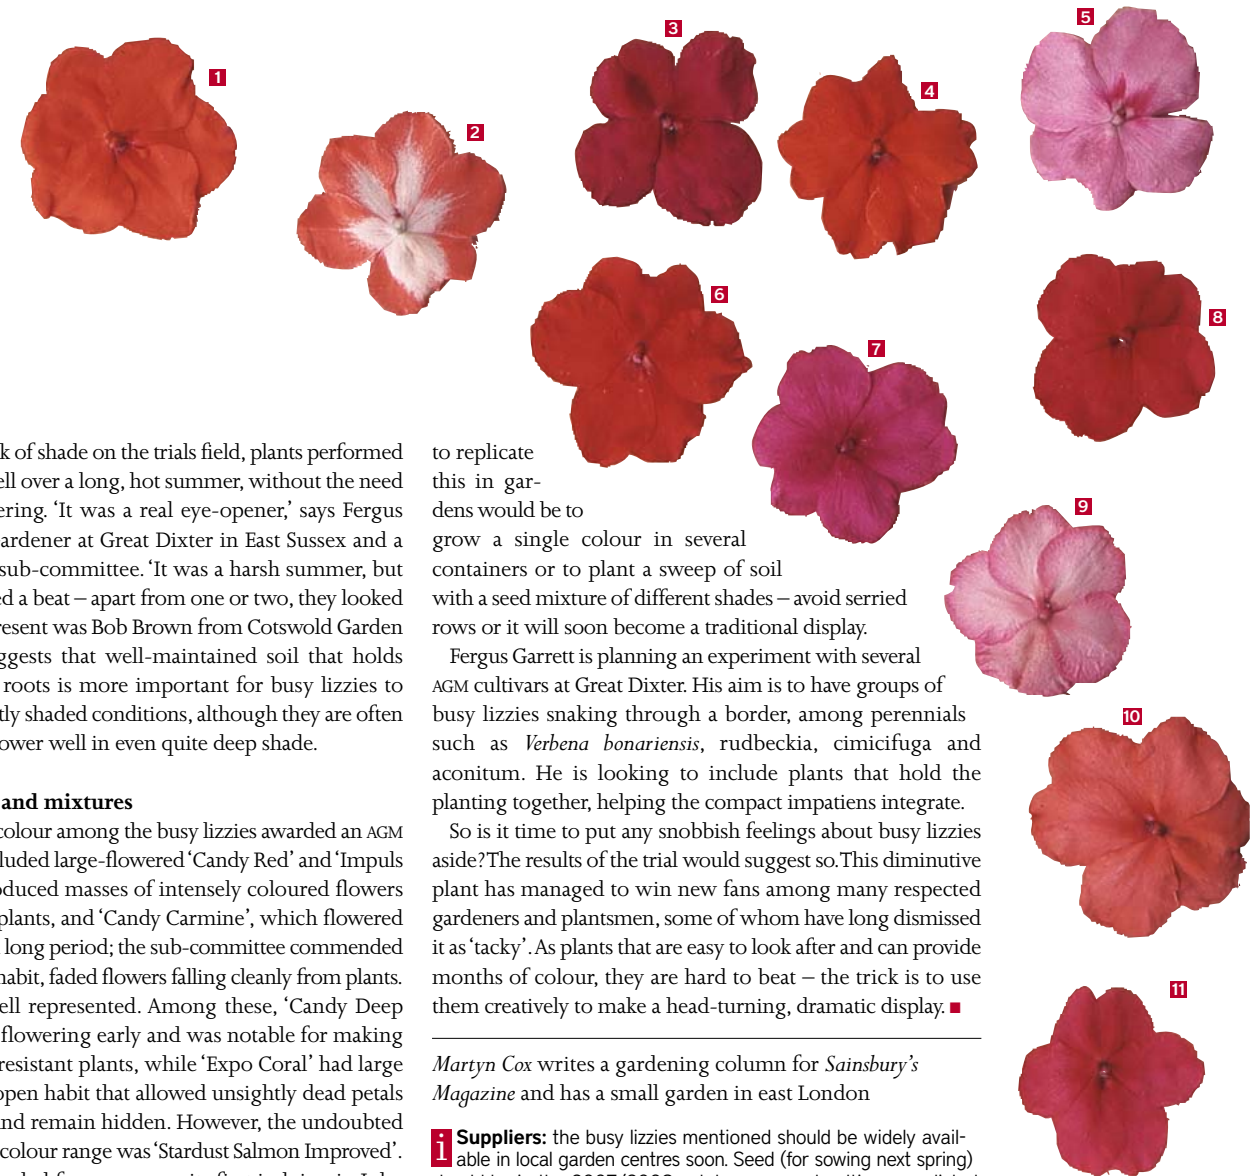 1
2
3
4
5
6
7
8
9
10
11
k of shade on the trials field, plants performed
ell over a long, hot summer, without the need
ering. ‘It was a real eye-opener,’ says Fergus
ardener at Great Dixter in East Sussex and a
sub-committee. ‘It was a harsh summer, but
ed a beat – apart from one or two, they looked
resent was Bob Brown from Cotswold Garden
ggests that well-maintained soil that holds
roots is more important for busy lizzies to
tly shaded conditions, although they are often
ower well in even quite deep shade.
and mixtures
colour among the busy lizzies awarded an AGM
luded large-flowered ‘Candy Red’ and ‘Impuls
oduced masses of intensely coloured flowers
plants, and ‘Candy Carmine’, which flowered
long period; the sub-committee commended
habit, faded flowers falling cleanly from plants.
ell represented. Among these, ‘Candy Deep
flowering early and was notable for making
resistant plants, while ‘Expo Coral’ had large
open habit that allowed unsightly dead petals
nd remain hidden. However, the undoubted
colour range was ‘Stardust Salmon Improved’.
to replicate
this in gar-
dens would be to
grow a single colour in several
containers or to plant a sweep of soil
with a seed mixture of different shades – avoid serried
rows or it will soon become a traditional display.
Fergus Garrett is planning an experiment with several
AGM cultivars at Great Dixter. His aim is to have groups of
busy lizzies snaking through a border, among perennials
such as Verbena bonariensis, rudbeckia, cimicifuga and
aconitum. He is looking to include plants that hold the
planting together, helping the compact impatiens integrate.
So is it time to put any snobbish feelings about busy lizzies
aside? The results of the trial would suggest so. This diminutive
plant has managed to win new fans among many respected
gardeners and plantsmen, some of whom have long dismissed
it as ‘tacky’. As plants that are easy to look after and can provide
months of colour, they are hard to beat – the trick is to use
them creatively to make a head-turning, dramatic display. ■
Martyn Cox writes a gardening column for Sainsbury’s
Magazine and has a small garden in east London
i Suppliers: the busy lizzies mentioned should be widely avail-
able in local garden centres soon. Seed (for sowing next spring)